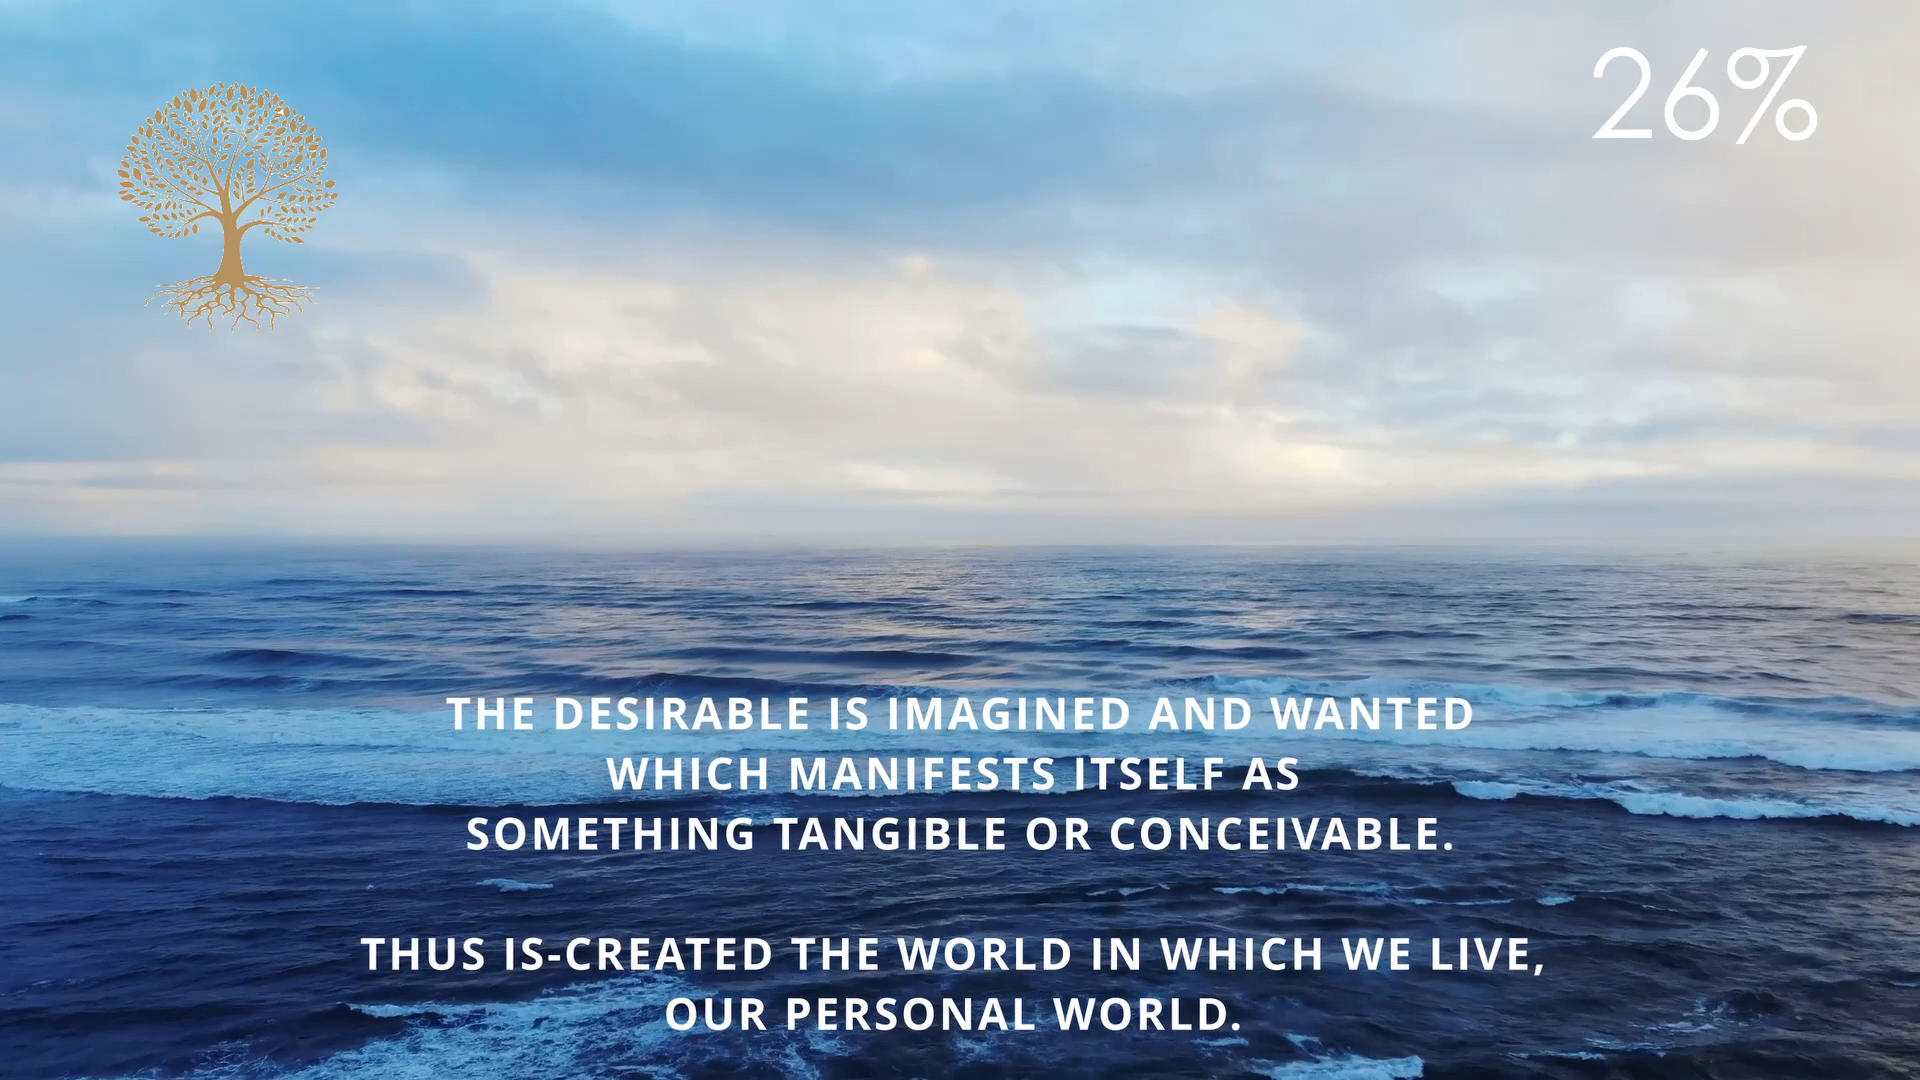 26%
THE DESIRABLE IS IMAGINED AND WANTED
WHICH MANIFESTS ITSELF AS
SOMETHING TANGIBLE OR CONCEIVABLE.
THUS IS-CREATED THE WORLD IN WHICH WE LIVE,
OUR PERSONAL WORLD.